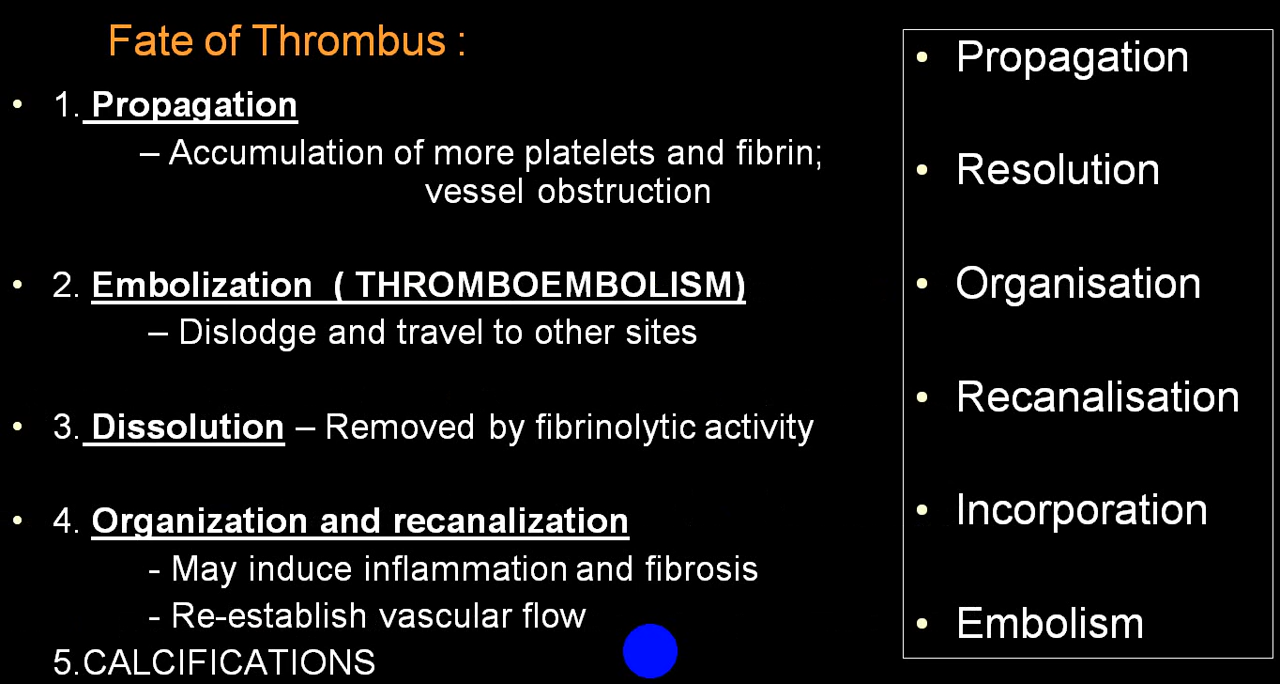 Fate of Thrombus :
• 1. Propagation
– Accumulation of more platelets and fibrin;
vessel obstruction
• 2. Embolization ( THROMBOEMBOLISM)
– Dislodge and travel to other sites
• 3. Dissolution – Removed by fibrinolytic activity
• 4. Organization and recanalization
- May induce inflammation and fibrosis
- Re-establish vascular flow
5.CALCIFICATIONS
• Propagation
• Resolution
• Organisation
• Recanalisation
• Incorporation
• Embolism